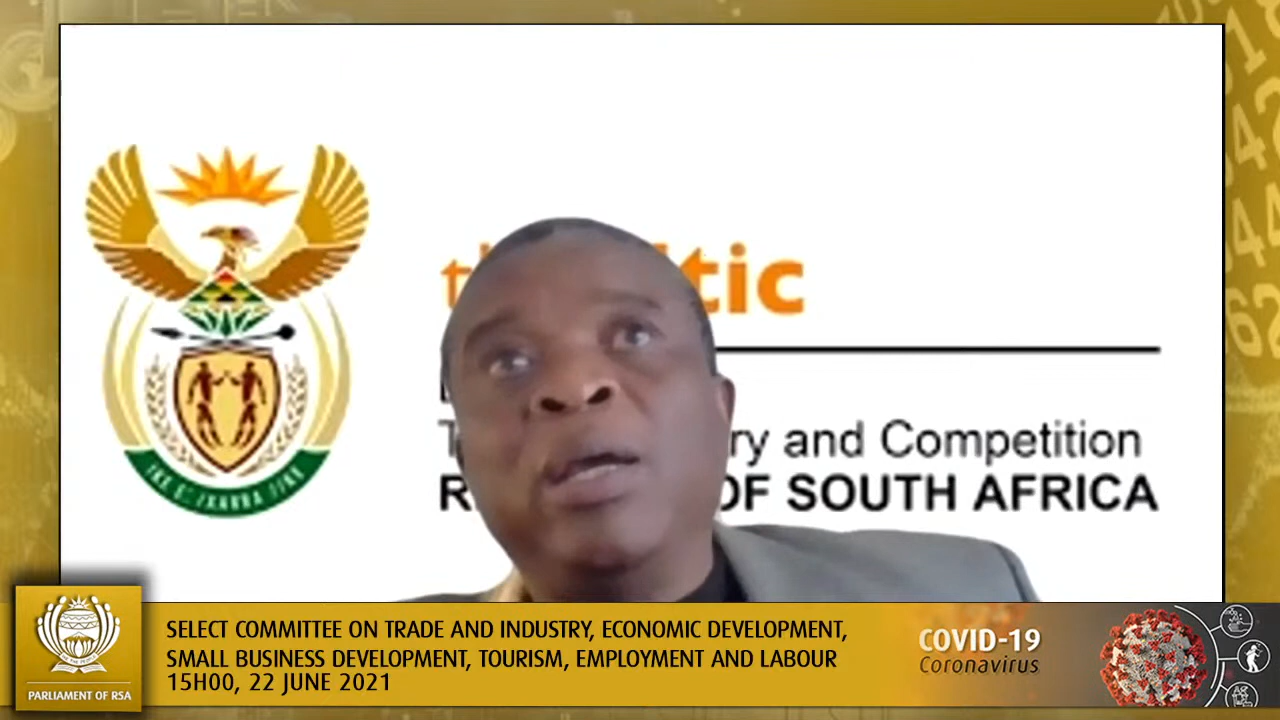 tic
ry and Competition
OF SOUTH AFRICA
SELECT COMMITTEE ON TRADE AND INDUSTRY, ECONOMIC DEVELOPMENT,
SMALL BUSINESS DEVELOPMENT, TOURISM, EMPLOYMENT AND LABOUR
15H00, 22 JUNE 2021
PARLIAMENT OF RSA
COVID-19
Coronavirus